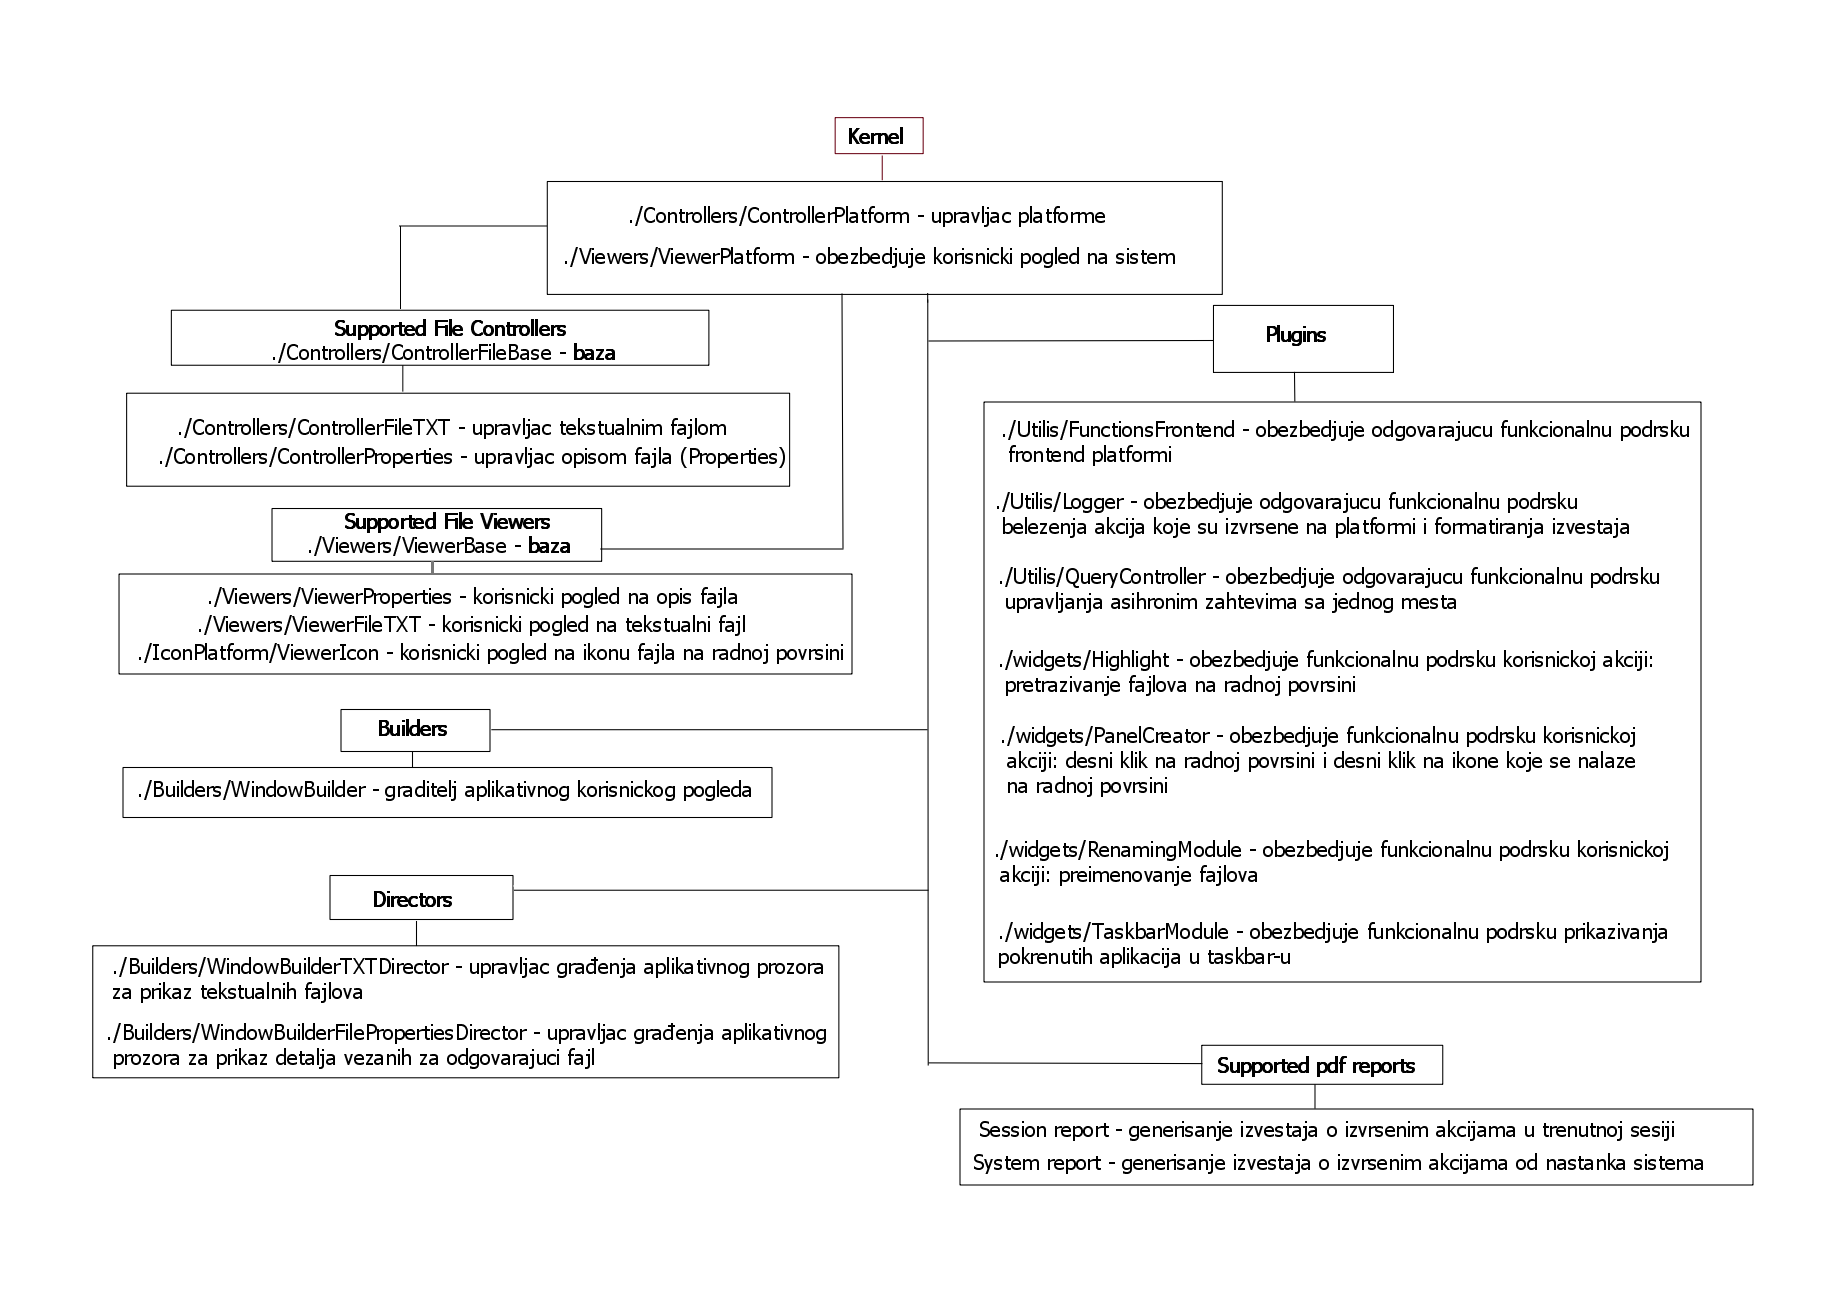 Kernel
./Controllers/ControllerPlatform - upravljac platforme
./Viewers/ViewerPlatform - obezbedjuje korisnicki pogled na sistem
Supported File Controllers
./Controllers/ControllerFileBase - baza
./Controllers/ControllerFileTXT - upravljac tekstualnim fajlom
./Controllers/ControllerProperties - upravljac opisom fajla (Properties)
Supported File Viewers
./Viewers/ViewerBase - baza
./Viewers/ViewerProperties - korisnicki pogled na opis fajla
./Viewers/ViewerFileTXT - korisnicki pogled na tekstualni fajl
./IconPlatform/ViewerIcon - korisnicki pogled na ikonu fajla na radnoj povrsini
Builders
./Builders/WindowBuilder - graditelj aplikativnog korisnickog pogleda
Directors
./Builders/WindowBuilderTXTDirector - upravljac građenja aplikativnog prozora
za prikaz tekstualnih fajlova
./Builders/WindowBuilderFilePropertiesDirector - upravljac građenja aplikativnog
prozora za prikaz detalja vezanih za odgovarajuci fajl
Plugins
./Utilis/FunctionsFrontend - obezbedjuje odgovarajucu funkcionalnu podrsku
frontend platformi
./Utilis/Logger - obezbedjuje odgovarajucu funkcionalnu podrsku
belezenja akcija koje su izvrsene na platformi i formatiranja izvestaja
./Utilis/QueryController - obezbedjuje odgovarajucu funkcionalnu podrsku
upravljanja asihronim zahtevima sa jednog mesta
./widgets/Highlight - obezbedjuje funkcionalnu podrsku korisnickoj akciji:
pretrazivanje fajlova na radnoj povrsini
./widgets/PanelCreator - obezbedjuje funkcionalnu podrsku korisnickoj
akciji: desni klik na radnoj povrsini i desni klik na ikone koje se nalaze
na radnoj povrsini
./widgets/RenamingModule - obezbedjuje funkcionalnu podrsku korisnickoj
akciji: preimenovanje fajlova
./widgets/TaskbarModule - obezbedjuje funkcionalnu podrsku prikazivanja
pokrenutih aplikacija u taskbar-u
Supported pdf reports
Session report - generisanje izvestaja o izvrsenim akcijama u trenutnoj sesiji
System report - generisanje izvestaja o izvrsenim akcijama od nastanka sistema